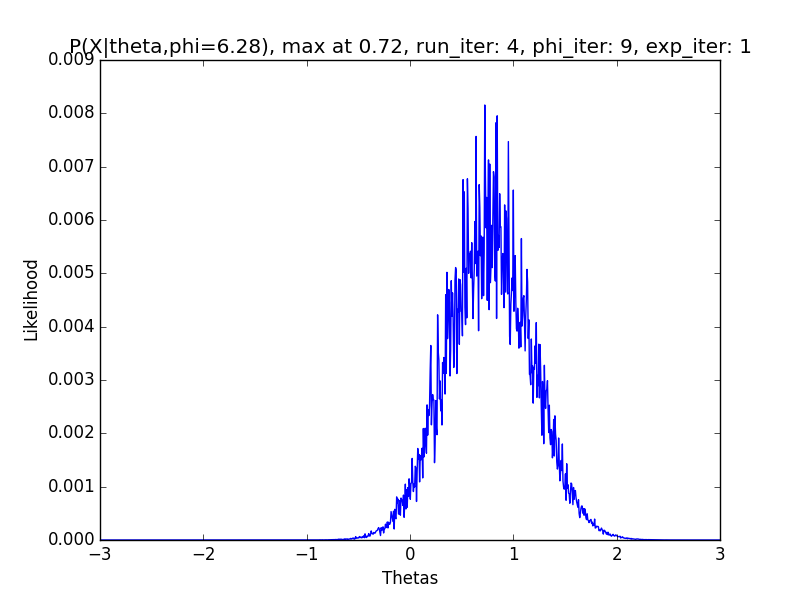 P(X|theta,phi=6.28), max at 0.72, run_iter: 4, phi_iter: 9, exp_iter: 1
0.009
0.008
0.007
0.006
0.005
0.004
0.003
0.002
0.001
0.000
Likelihood
−3 −2 −1 0 1 2 3
Thetas